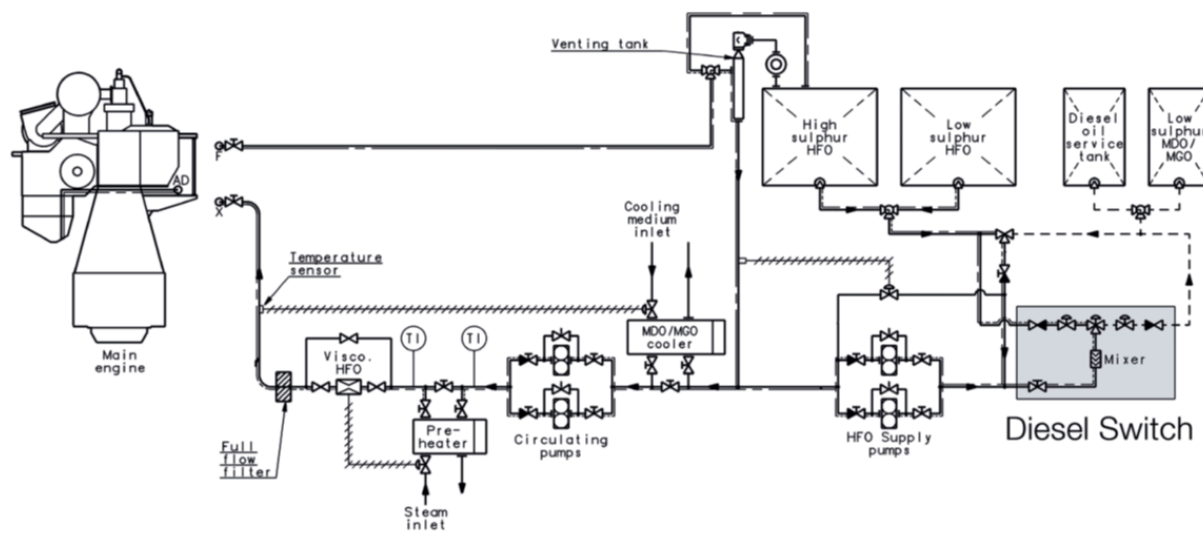 Venting tank
High
sulphur
HFO
Low
sulphur
HFO
Diesel
oil
service
tank
Low
sulphur
MDO/
MGO
F
AD
X
Cooling
medium
inlet
Temperature
sensor
MDO/MGO
cooler
TI
TI
Visco.
HFO
Main
engine
Mixer
Pre-
heater
Circulating
pumps
HFO Supply
pumps
Diesel Switch
Full
flow
filter
Steam
inlet